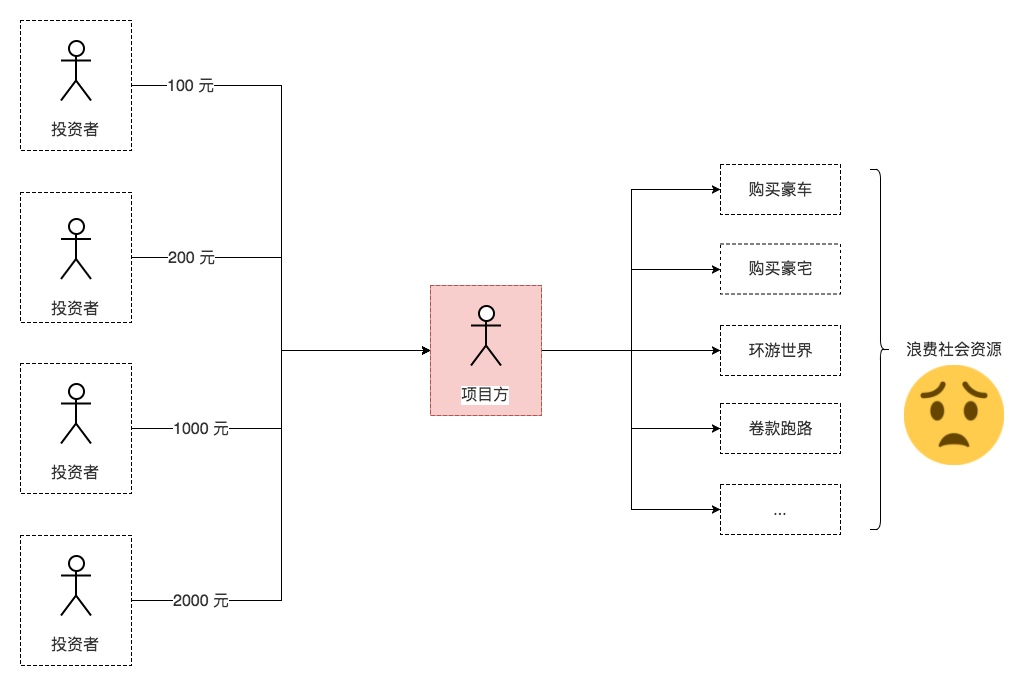 100 元
投资者
200 元
投资者
1000 元
投资者
2000 元
投资者
项目方
购买豪车
购买豪宅
环游世界
卷款跑路
...
浪费社会资源